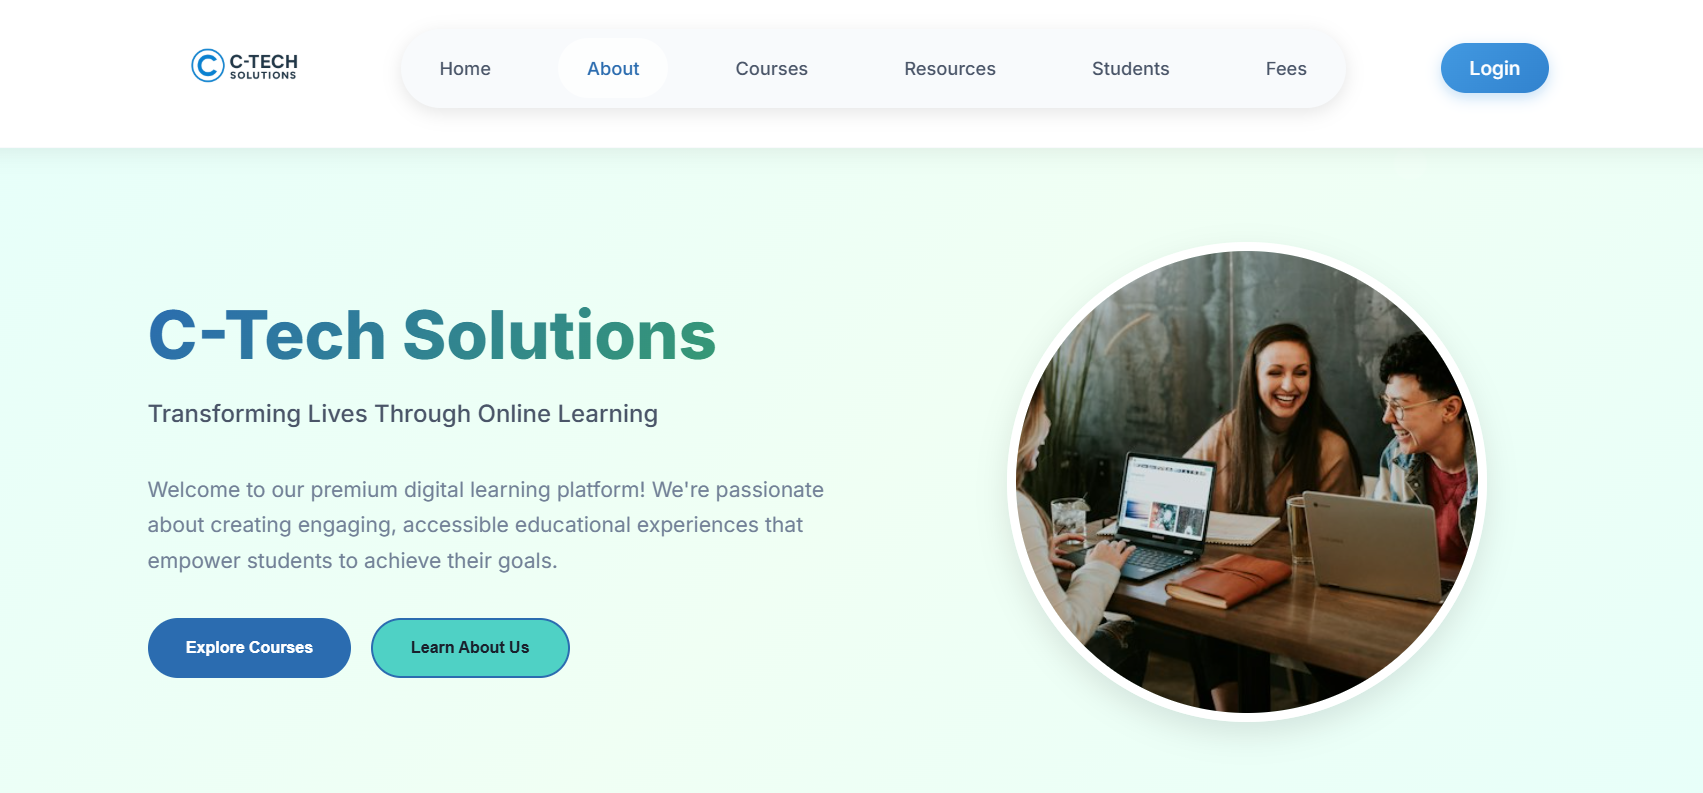 C-TECH
SOLUTIONS
Home
About
Courses
Resources
Students
Fees
Login
C-Tech Solutions
Transforming Lives Through Online Learning
Welcome to our premium digital learning platform! We're passionate
about creating engaging, accessible educational experiences that
empower students to achieve their goals.
Explore Courses
Learn About Us